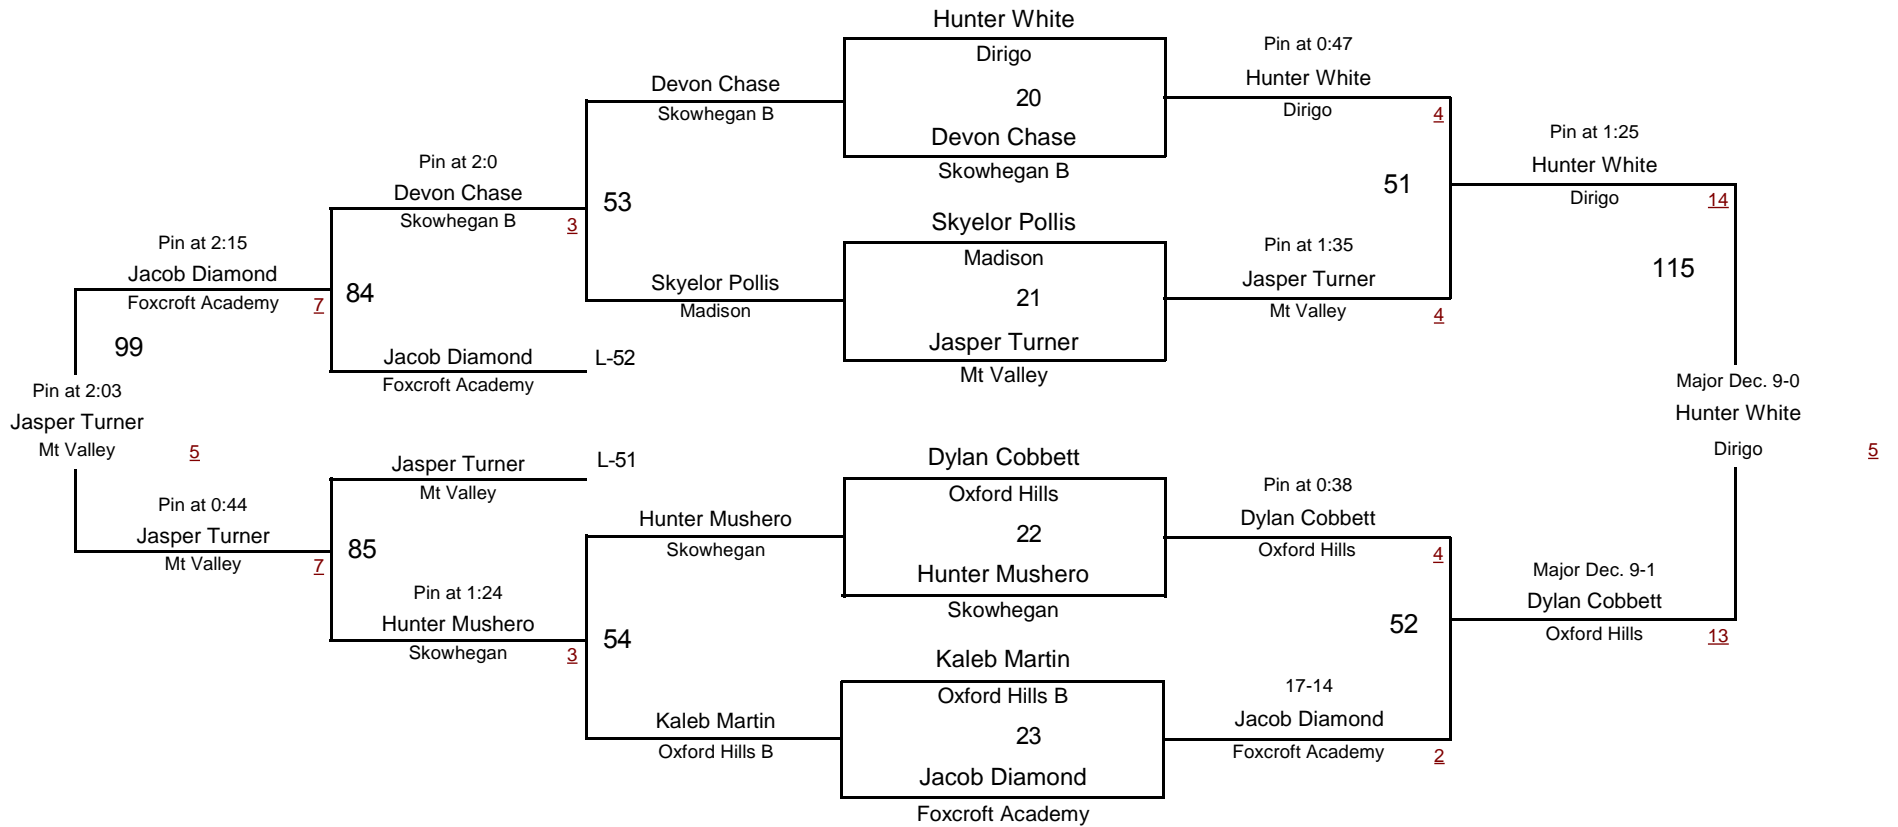 Hunter White
Dirigo
20
Devon Chase
Skowhegan B
Skyelor Pollis
Madison
21
Jasper Turner
Mt Valley
Dylan Cobbett
Oxford Hills
22
Hunter Mushero
Skowhegan
Kaleb Martin
Oxford Hills B
23
Jacob Diamond
Foxcroft Academy
Pin at 0:47
Hunter White
Dirigo
4
51
Pin at 1:35
Jasper Turner
Mt Valley
4
Pin at 0:38
Dylan Cobbett
Oxford Hills
4
52
17-14
Jacob Diamond
Foxcroft Academy
2
Pin at 1:25
Hunter White
Dirigo
14
115
Major Dec. 9-1
Dylan Cobbett
Oxford Hills
13
Major Dec. 9-0
Hunter White
Dirigo
5
Devon Chase
Skowhegan B
53
Skyelor Pollis
Madison
Hunter Mushero
Skowhegan
54
Kaleb Martin
Oxford Hills B
Pin at 2:0
Devon Chase
Skowhegan B
3
84
Jacob Diamond
L-52
Foxcroft Academy
Jasper Turner
L-51
Mt Valley
85
Pin at 1:24
Hunter Mushero
Skowhegan
3
Pin at 2:15
Jacob Diamond
Foxcroft Academy
7
99
Pin at 0:44
Jasper Turner
Mt Valley
7
Pin at 2:03
Jasper Turner
Mt Valley
5